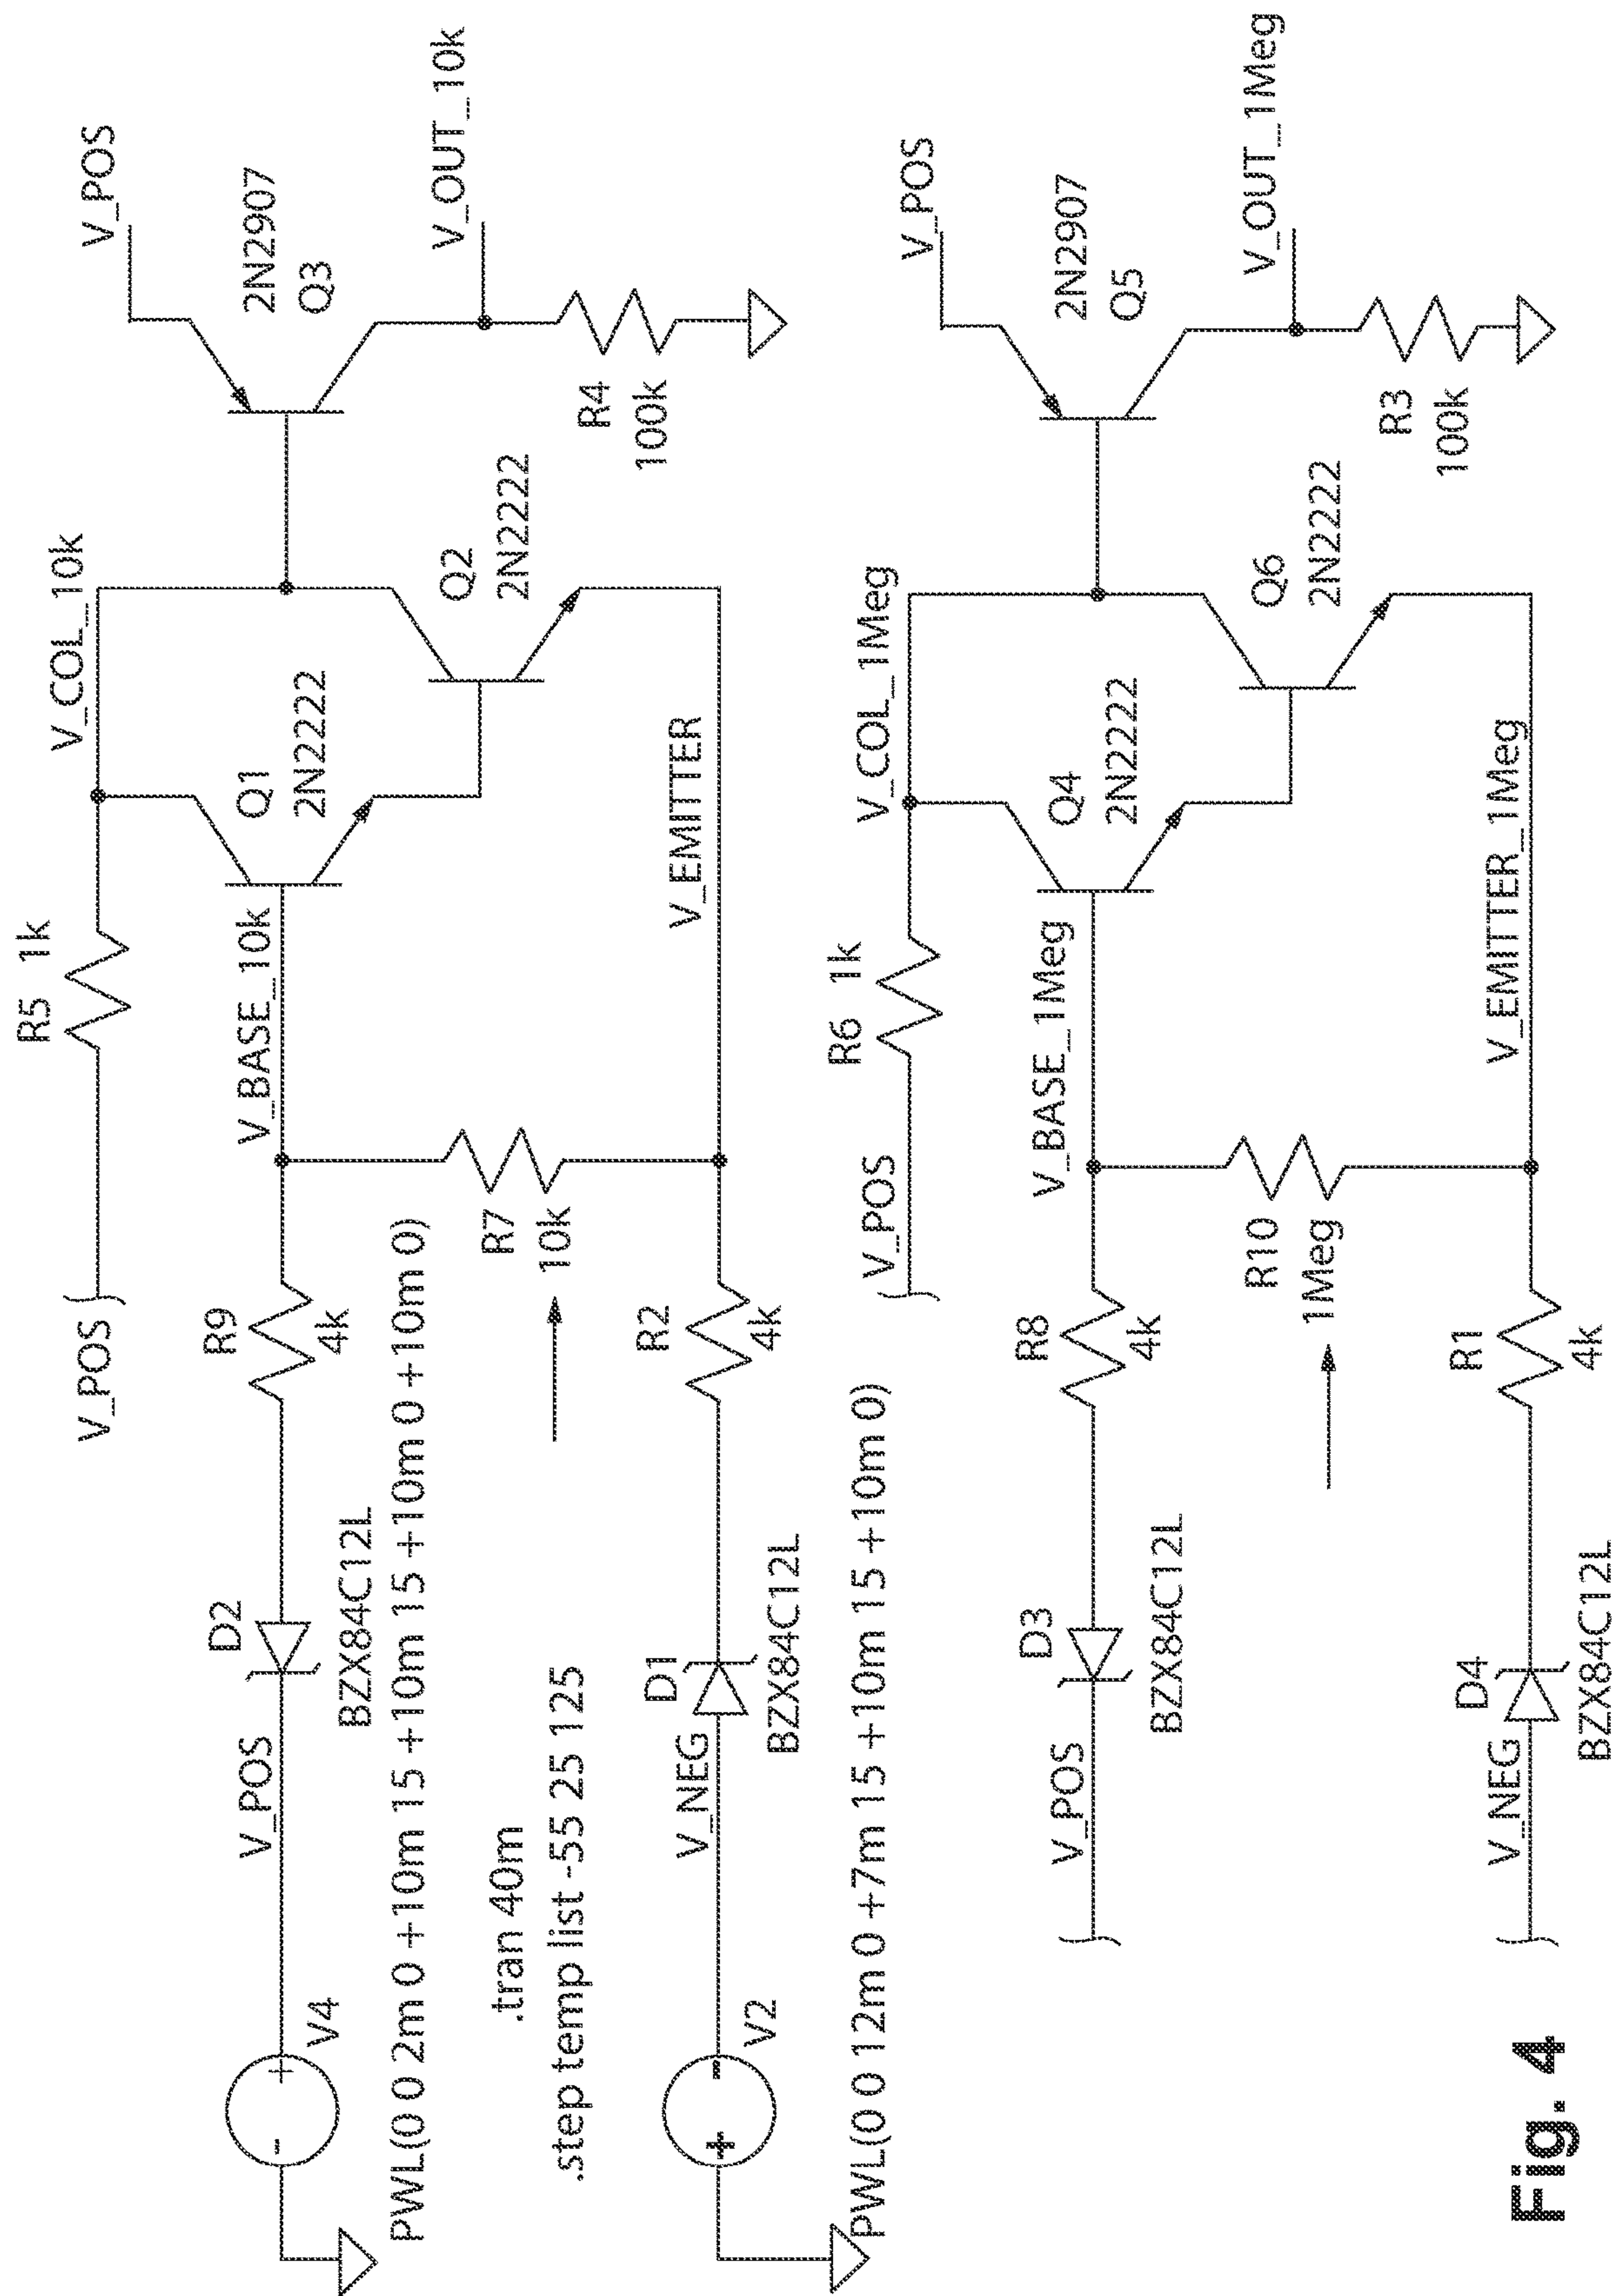 V_POS
R5 1k
V_COL_10k
V_POS
Q1
2N2222
2N2907
Q3
V_POS
D2
BZX84C12L
R9
4k
V_BASE_10k
Q2
2N2222
V_OUT_10k
V4
+
-
PWL(0 0 2m 0 +10m 15 +10m 15 +10m 0 +10m 0)
R7
10k
R4
100k
.tran 40m
.step temp list -55 25 125
V_NEG
D1
BZX84C12L
R2
4k
V_EMITTER
V2
+
-
PWL(0 0 12m 0 +7m 15 +10m 15 +10m 0)
V_POS
R6 1k
V_COL_1Meg
V_POS
Q4
2N2222
2N2907
Q5
V_POS
D3
BZX84C12L
R8
4k
V_BASE_1Meg
Q6
2N2222
V_OUT_1Meg
R10
1Meg
R3
100k
V_NEG
D4
BZX84C12L
R1
4k
V_EMITTER_1Meg
Fig. 4